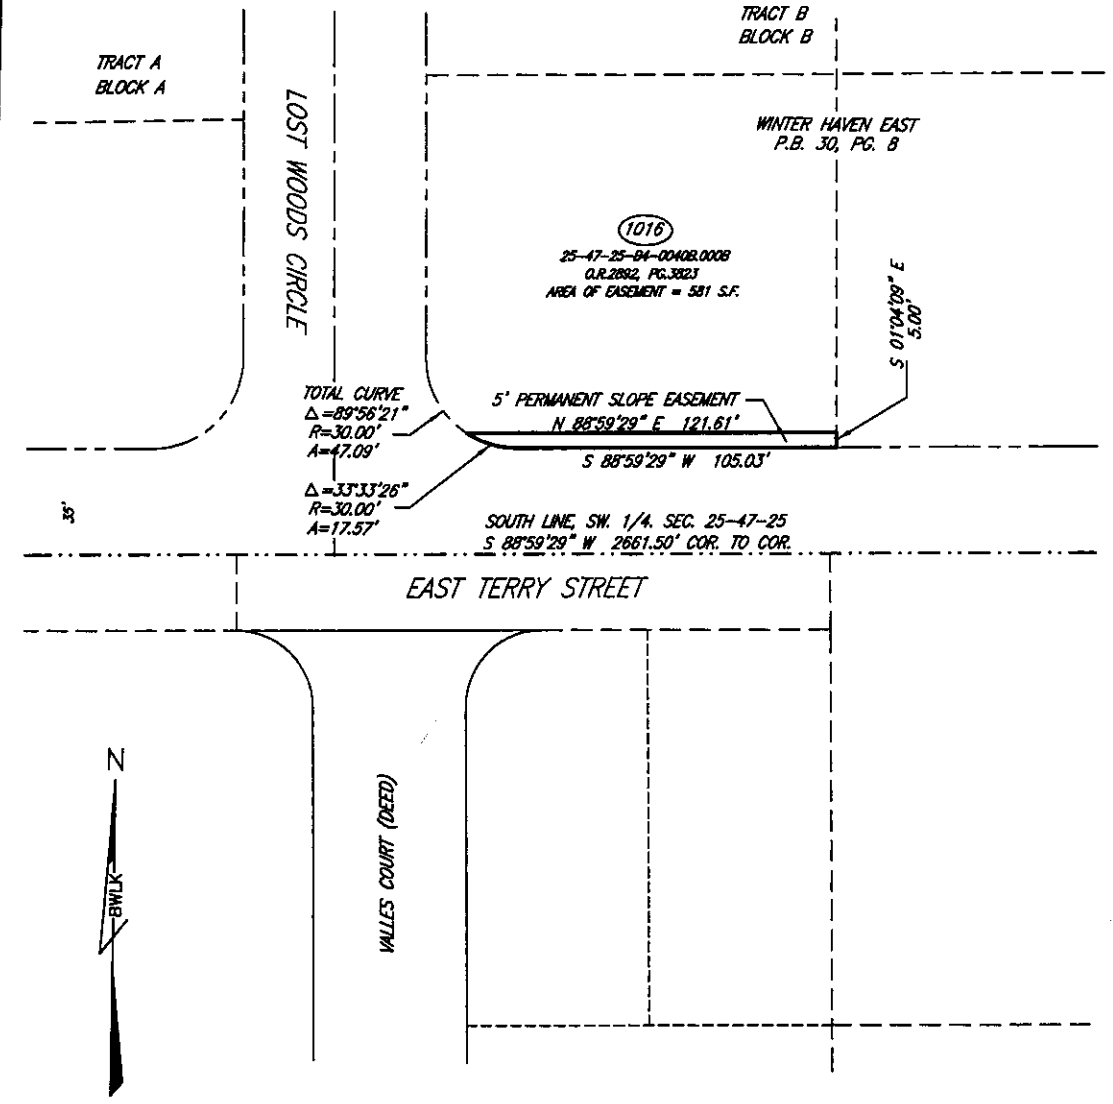 TRACT B
BLOCK B
TRACT A
BLOCK A
LOST WOODS CIRCLE
WINTER HAVEN EAST
P.B. 30, PG. 8
1016
25-47-25-B4-0040B.000B
O.R.2892, PG.3823
AREA OF EASEMENT = 581 S.F.
S 01°04'09" E
5.00'
TOTAL CURVE
Δ=89°56'21"
R=30.00'
A=47.09'
5' PERMANENT SLOPE EASEMENT
N 88°59'29" E 121.61'
S 88°59'29" W 105.03'
Δ=33°33'26"
R=30.00'
A=17.57'
35'
SOUTH LINE, SW. 1/4. SEC. 25-47-25
S 88°59'29" W 2661.50' COR. TO COR.
EAST TERRY STREET
VALLES COURT (DEED)
N
BWLK